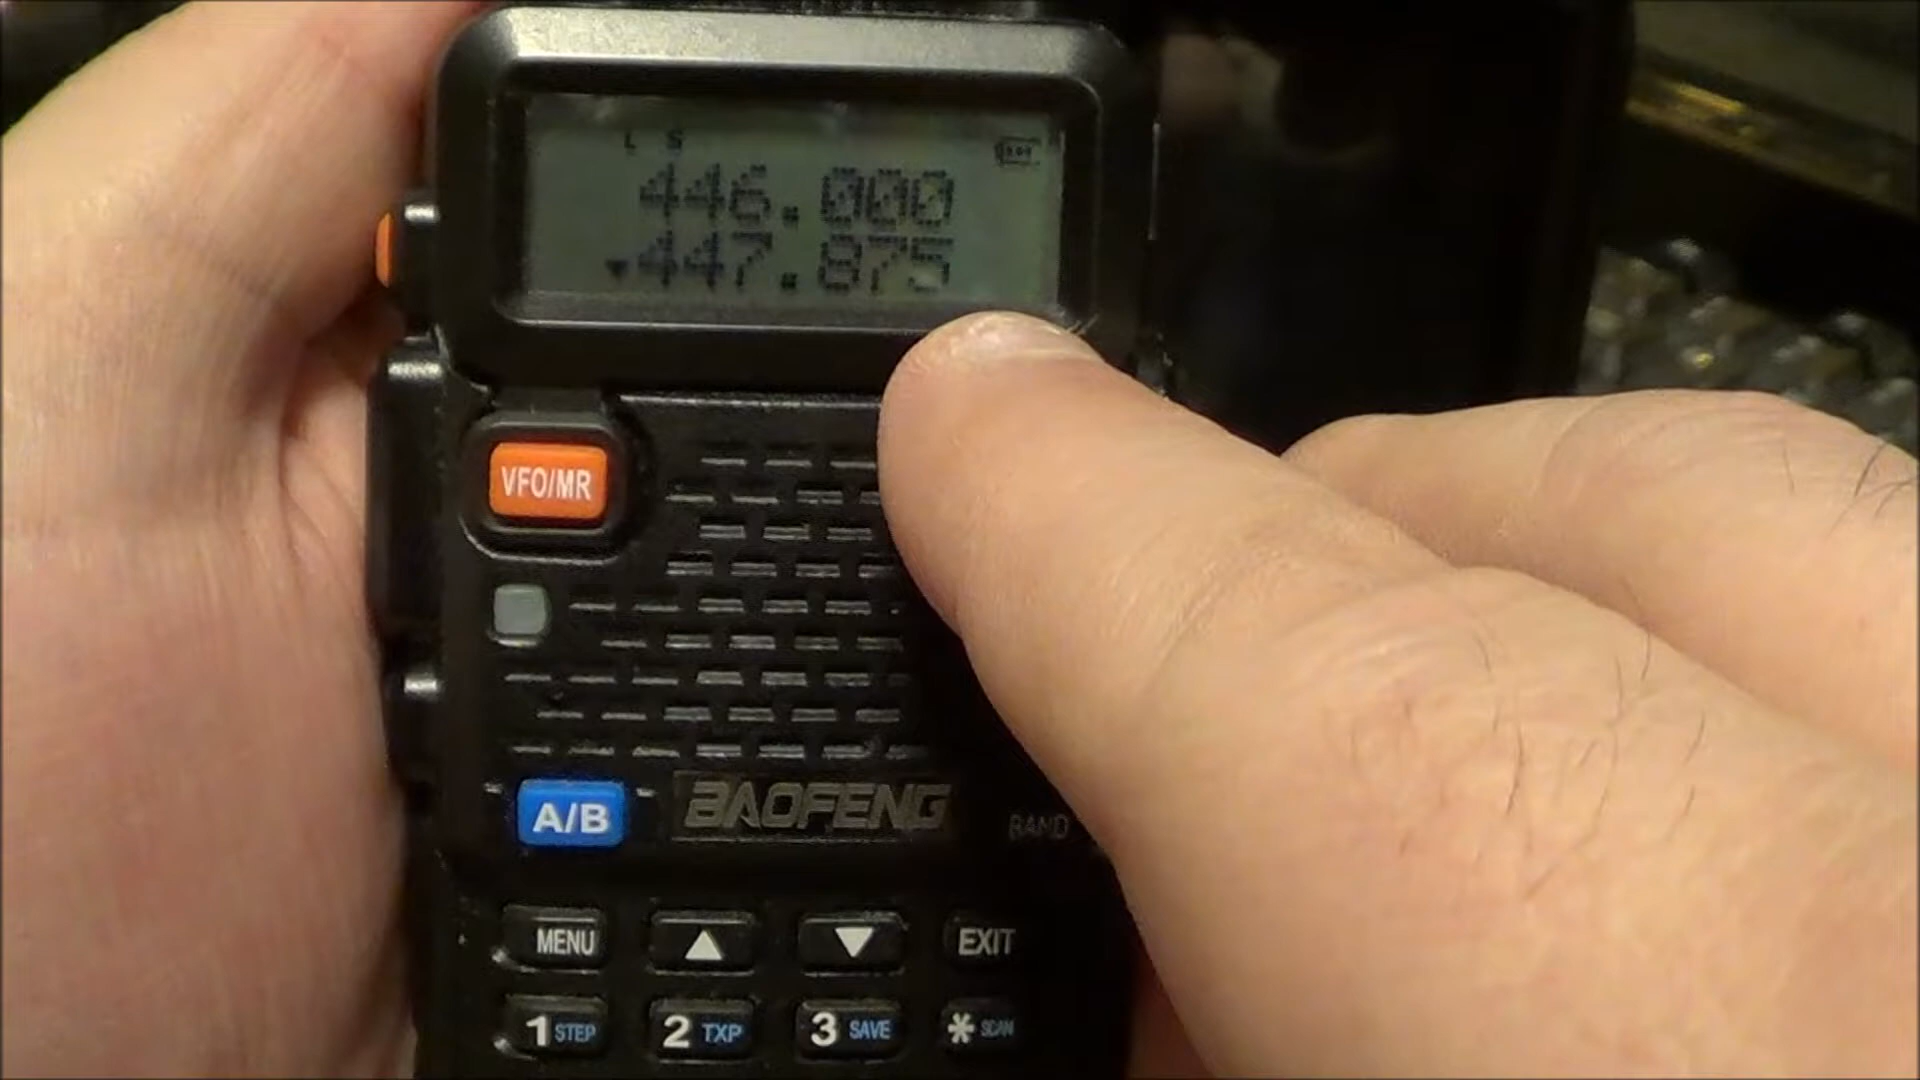 L S
446.000
▼447.875
VFO/MR
A/B
BAOFENG
BAND
MENU ▲ ▼ EXIT
1 STEP 2 TXP 3 SAVE * SCAN